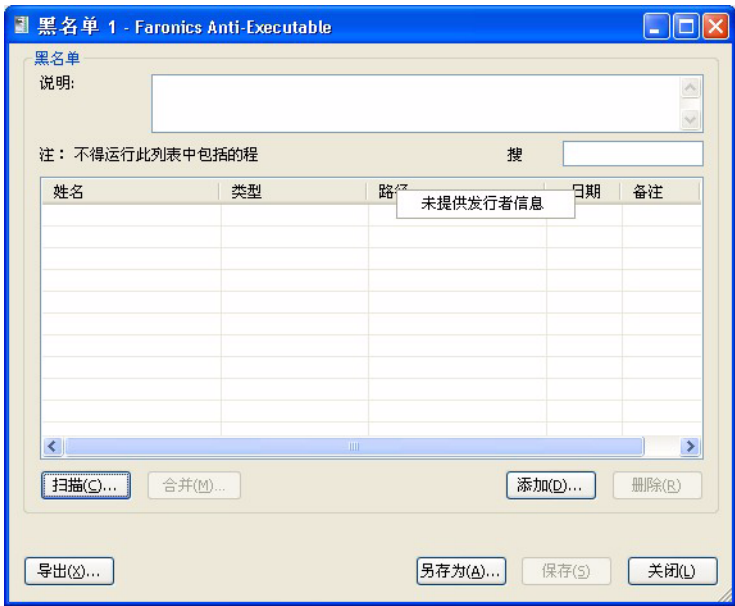 黑名单 1 - Faronics Anti-Executable
黑名单
说明:
注：不得运行此列表中包括的程
搜
姓名 类型 路径 日期 备注
未提供发行者信息
扫描(C)... 合并(M)... 添加(D)... 删除(R)
导出(X)... 另存为(A)... 保存(S) 关闭(L)